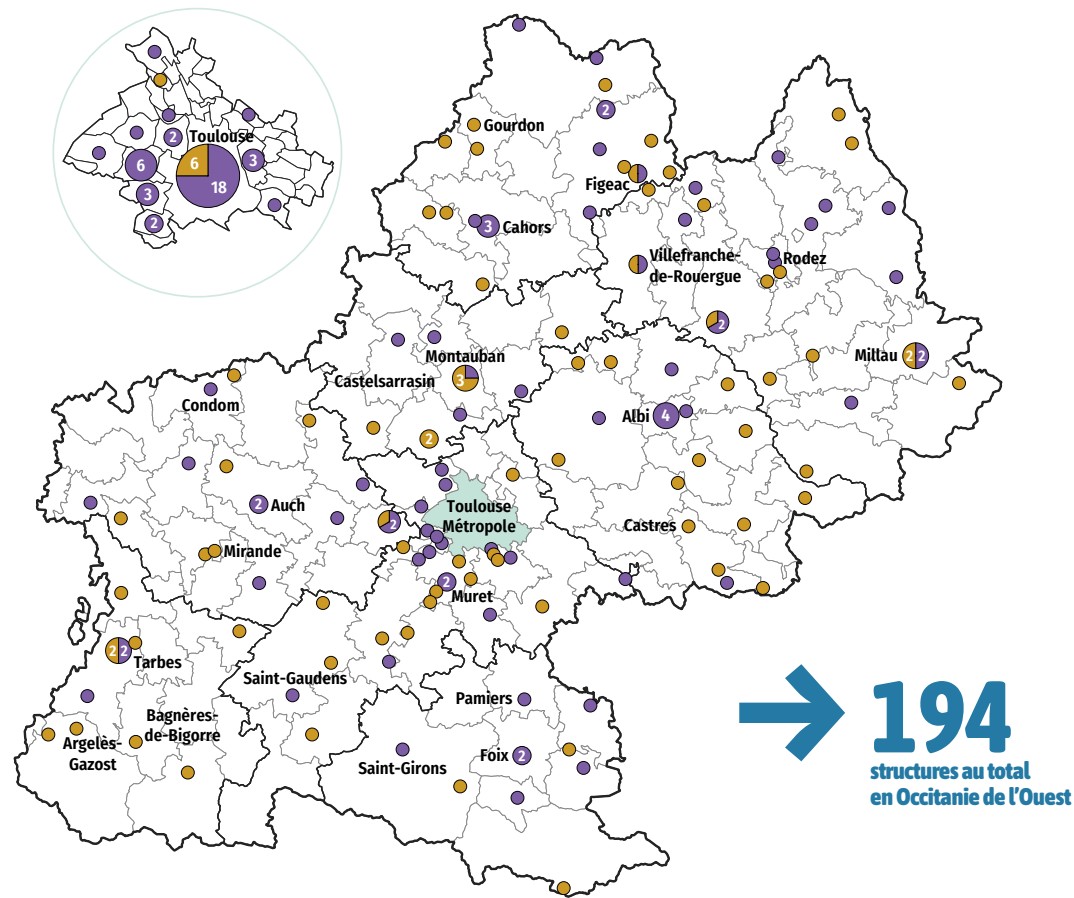 2
Toulouse
6
6
3
18
3
2
Gourdon
2
Figeac
3
Cahors
Villefranche-
de-Rouergue
Rodez
2
Millau
2
2
Montauban
Castelsarrasin
3
2
Condom
Albi
4
2
Auch
2
Toulouse
Métropole
Castres
Mirande
2
Muret
2
2
Tarbes
Saint-Gaudens
Bagnères-
de-Bigorre
Argelès-
Gazost
Pamiers
Foix
2
Saint-Girons
194
structures au total
en Occitanie de l'Ouest